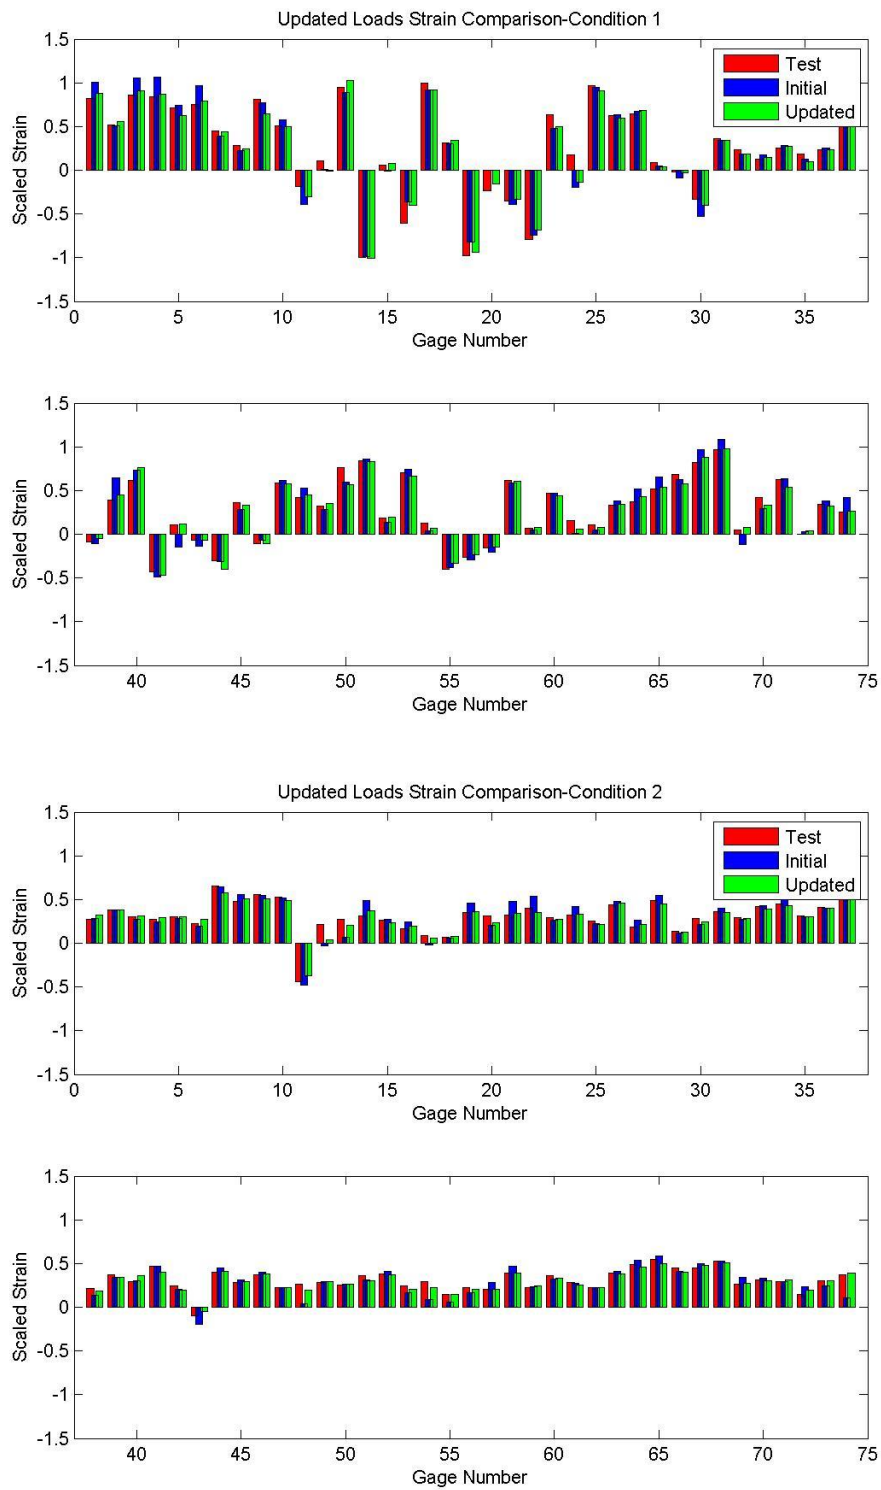 Updated Loads Strain Comparison-Condition 1
1.5
1
0.5
0
-0.5
-1
-1.5
Scaled Strain
Test
Initial
Updated
0 5 10 15 20 25 30 35
Gage Number
1.5
1
0.5
0
-0.5
-1
-1.5
Scaled Strain
40 45 50 55 60 65 70 75
Gage Number
Updated Loads Strain Comparison-Condition 2
1.5
1
0.5
0
-0.5
-1
-1.5
Scaled Strain
Test
Initial
Updated
0 5 10 15 20 25 30 35
Gage Number
1.5
1
0.5
0
-0.5
-1
-1.5
Scaled Strain
40 45 50 55 60 65 70 75
Gage Number